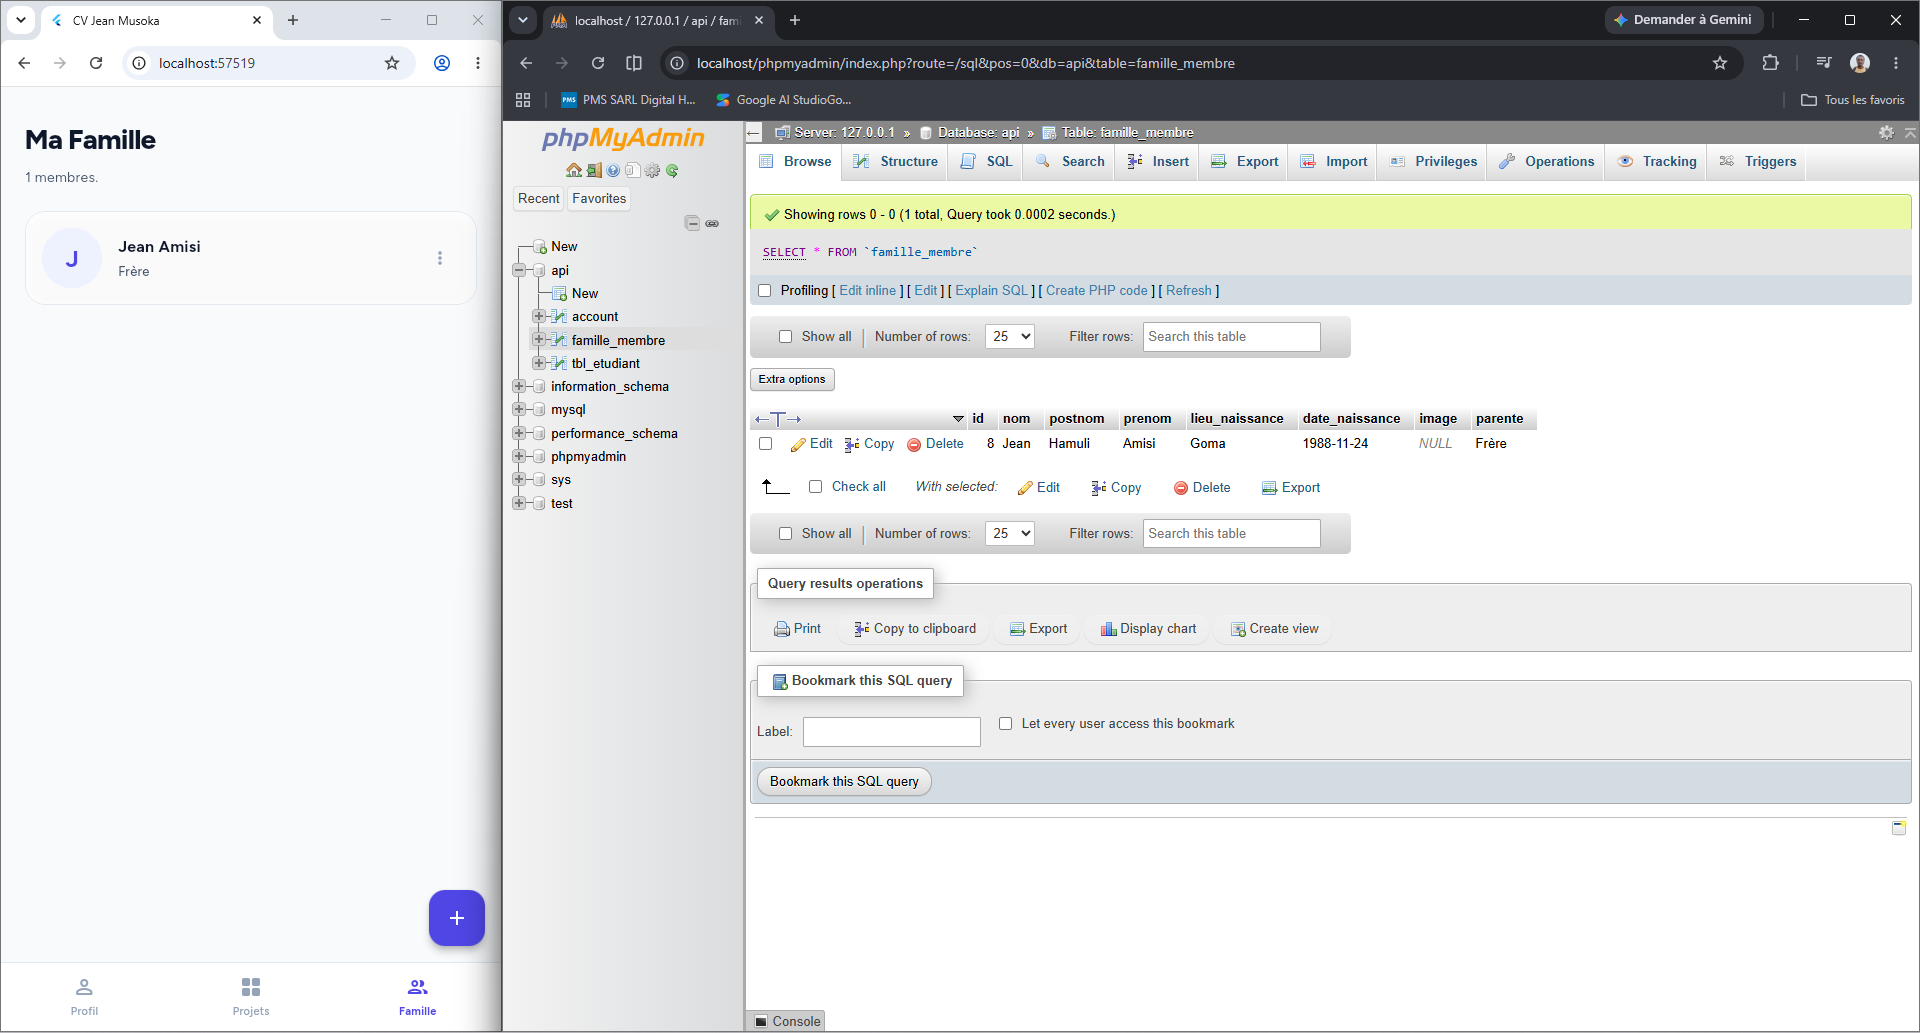 CV Jean Musoka
localhost:57519
Ma Famille
1 membres.
J
Jean Amisi
Frère
Profil
Projets
Famille
localhost / 127.0.0.1 / api / fam
Demander à Gemini
localhost/phpmyadmin/index.php?route=/sql&pos=0&db=api&table=famille_membre
PMS
PMS SARL Digital H...
Google AI StudioGo...
Tous les favoris
phpMyAdmin
Recent
Favorites
New
api
New
account
famille_membre
tbl_etudiant
information_schema
mysql
performance_schema
phpmyadmin
sys
test
Server: 127.0.0.1 » Database: api » Table: famille_membre
Browse Structure SQL Search Insert Export Import Privileges Operations Tracking Triggers
Showing rows 0 - 0 (1 total, Query took 0.0002 seconds.)
SELECT * FROM `famille_membre`
Profiling [ Edit inline ] [ Edit ] [ Explain SQL ] [ Create PHP code ] [ Refresh ]
Show all Number of rows: 25 Filter rows: Search this table
Extra options
id nom postnom prenom lieu_naissance date_naissance image parente
Edit Copy Delete 8 Jean Hamuli Amisi Goma 1988-11-24 NULL Frère
Check all With selected: Edit Copy Delete Export
Show all Number of rows: 25 Filter rows: Search this table
Query results operations
Print Copy to clipboard Export Display chart Create view
Bookmark this SQL query
Label: Let every user access this bookmark
Bookmark this SQL query
Console